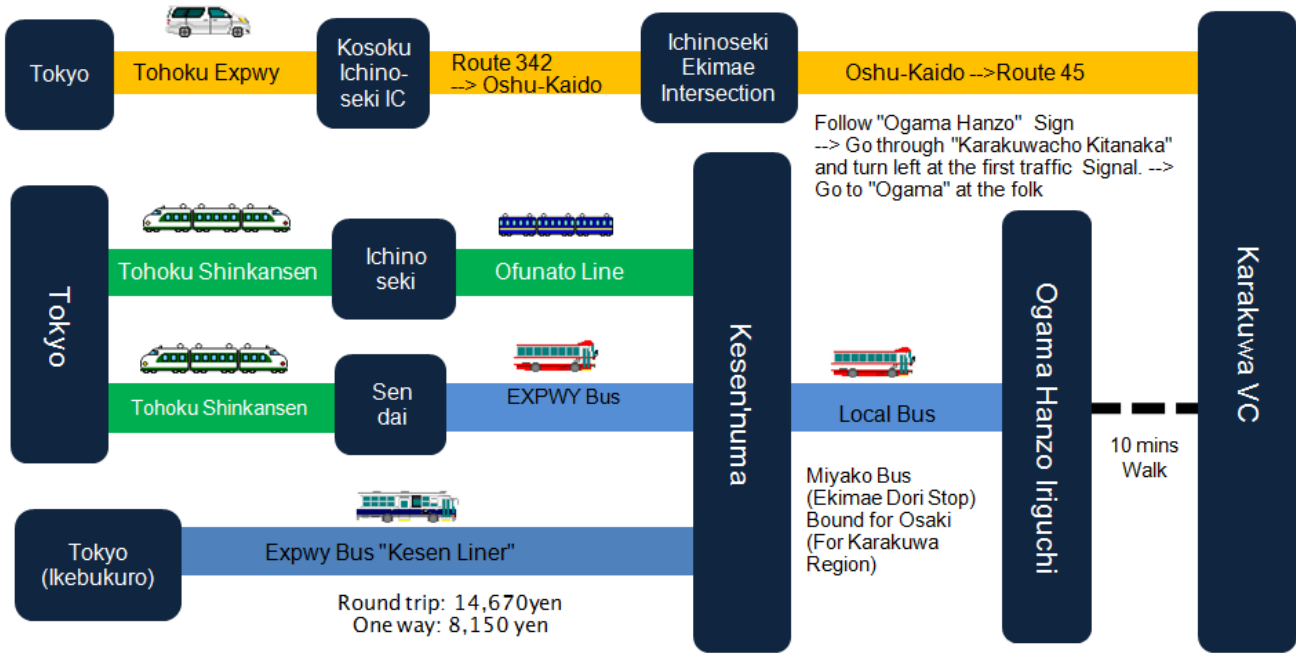 Tokyo
Tohoku Expwy
Kosoku
Ichino-
seki IC
Route 342
--> Oshu-Kaido
Ichinoseki
Ekimae
Intersection
Oshu-Kaido -->Route 45
Follow "Ogama Hanzo" Sign
--> Go through "Karakuwacho Kitanaka"
and turn left at the first traffic Signal. -->
Go to "Ogama" at the folk
Karakuwa VC
Tokyo
Tohoku Shinkansen
Ichino
seki
Ofunato Line
Kesen'numa
Tohoku Shinkansen
Sen
dai
EXPWY Bus
Local Bus
Miyako Bus
(Ekimae Dori Stop)
Bound for Osaki
(For Karakuwa
Region)
Ogama Hanzo Iriguchi
10 mins
Walk
Tokyo
(Ikebukuro)
Expwy Bus "Kesen Liner"
Round trip: 14,670yen
One way: 8,150 yen